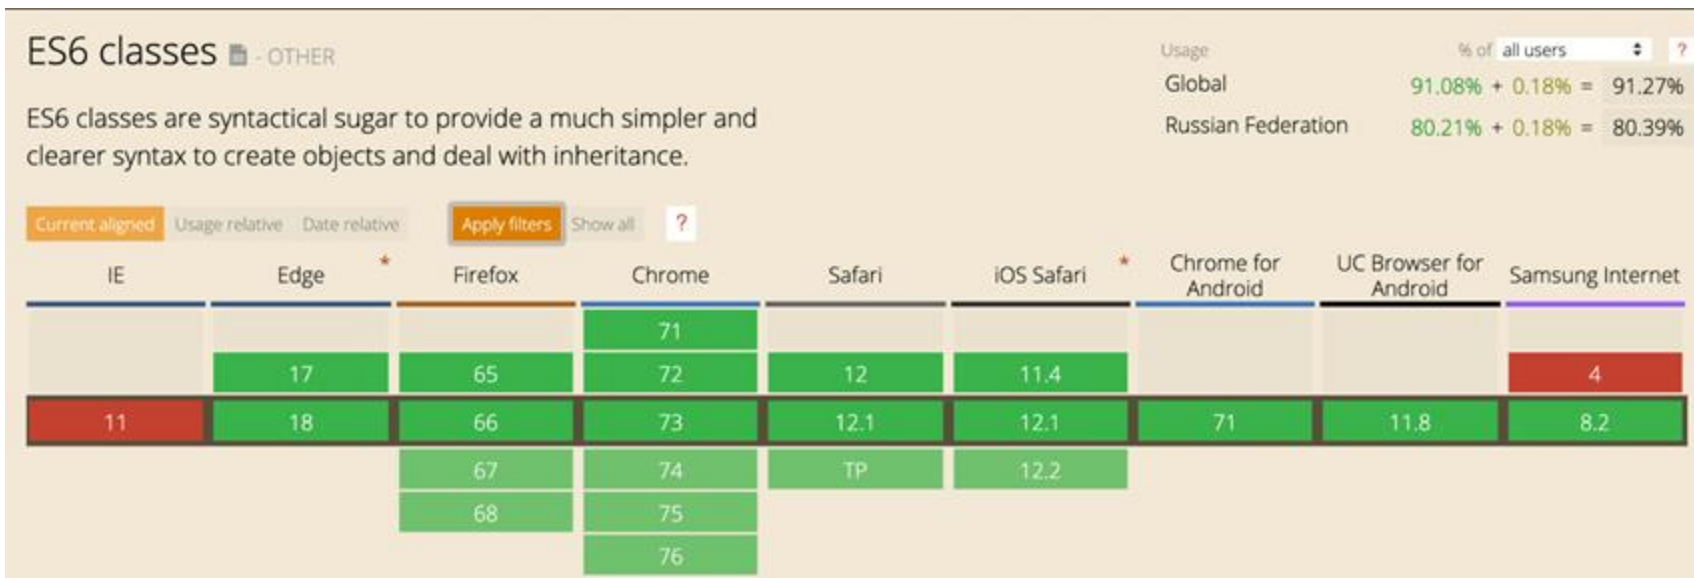 ES6 classes - OTHER
Usage % of all users ?
Global 91.08% + 0.18% = 91.27%
Russian Federation 80.21% + 0.18% = 80.39%
ES6 classes are syntactical sugar to provide a much simpler and
clearer syntax to create objects and deal with inheritance.
Current aligned Usage relative Date relative Apply filters Show all ?
IE Edge * Firefox Chrome Safari iOS Safari * Chrome for Android UC Browser for Android Samsung Internet
71
17 65 72 12 11.4 4
11 18 66 73 12.1 12.1 71 11.8 8.2
67 74 TP 12.2
68 75
76